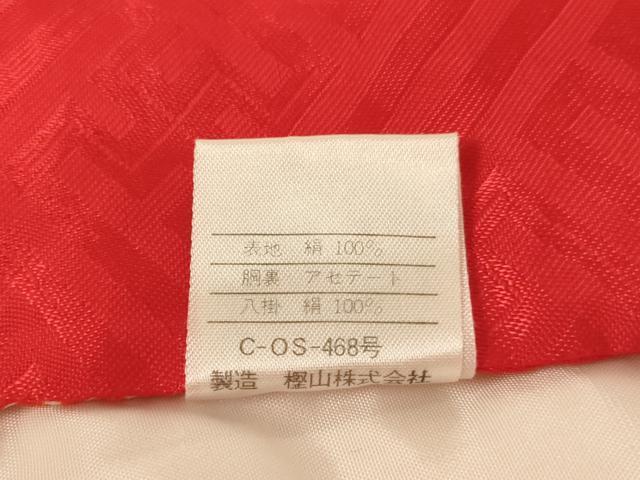 表地 絹 100%
胴裏 アセテート
八掛 絹 100%
C-OS-468号
製造 樫山株式会社